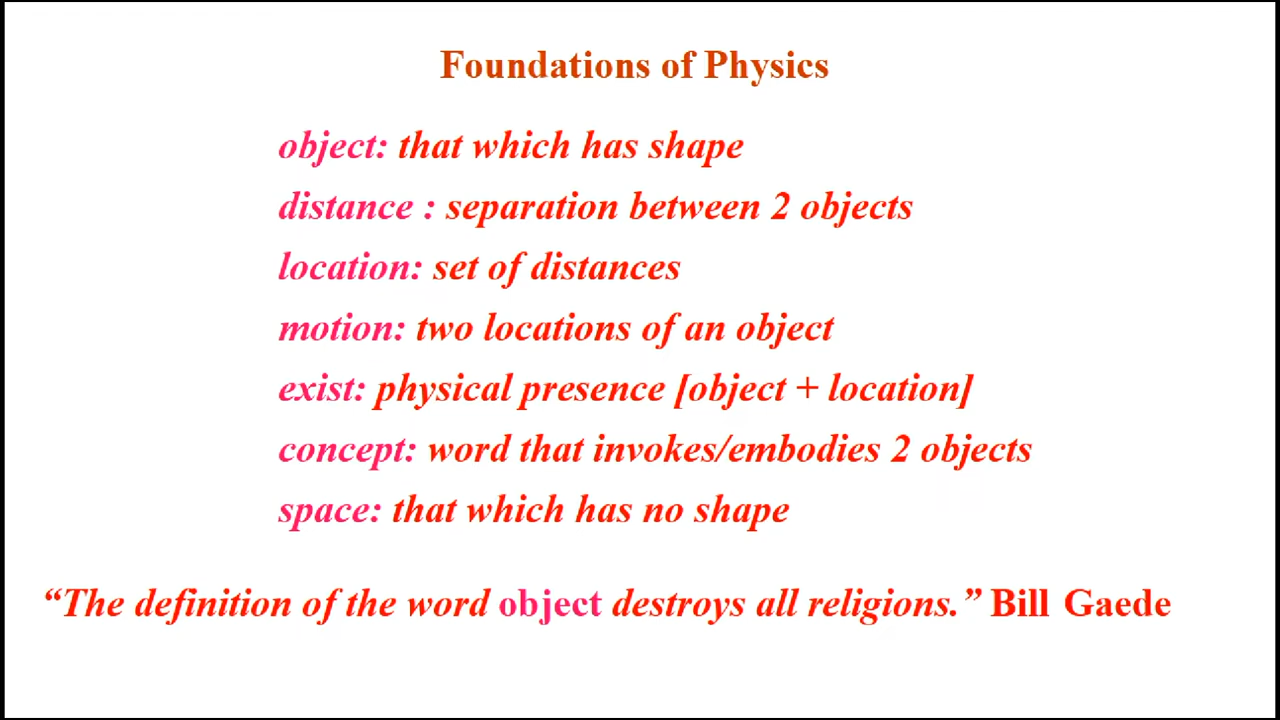 Foundations of Physics
object: that which has shape
distance : separation between 2 objects
location: set of distances
motion: two locations of an object
exist: physical presence [object + location]
concept: word that invokes/embodies 2 objects
space: that which has no shape
“The definition of the word object destroys all religions.” Bill Gaede